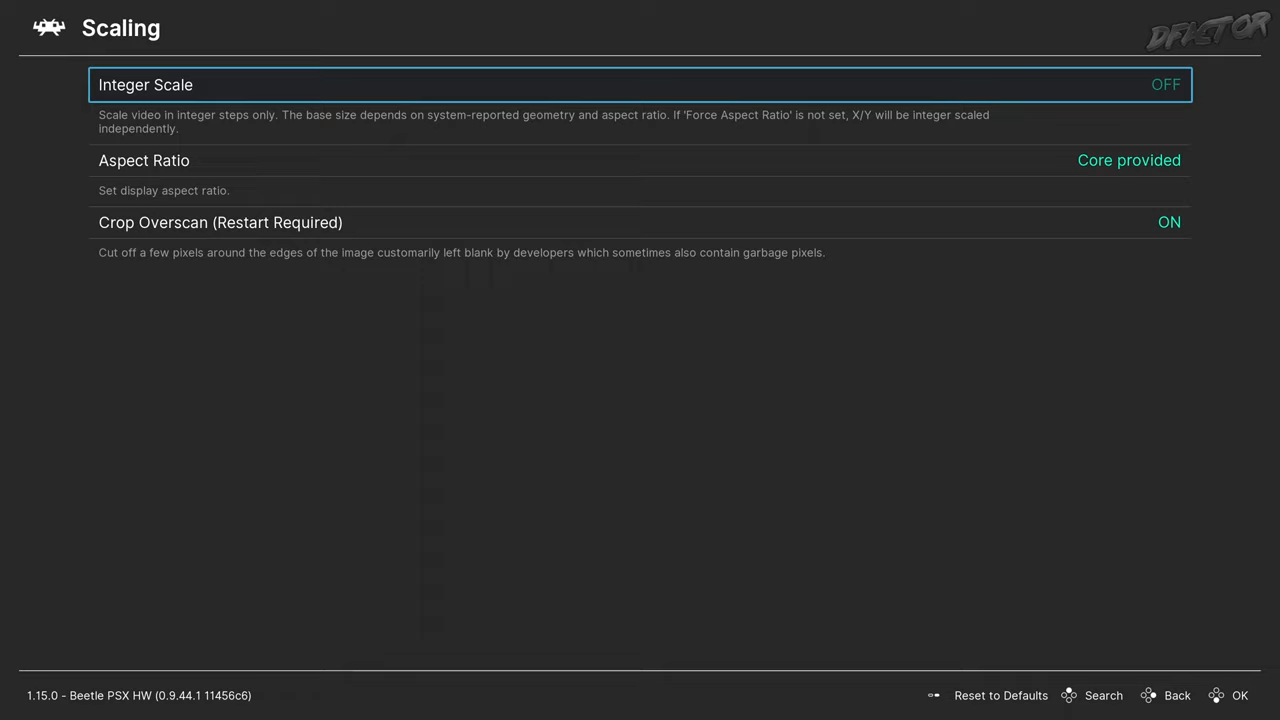 Scaling
DFACTOR
Integer Scale OFF
Scale video in integer steps only. The base size depends on system-reported geometry and aspect ratio. If 'Force Aspect Ratio' is not set, X/Y will be integer scaled
independently.
Aspect Ratio Core provided
Set display aspect ratio.
Crop Overscan (Restart Required) ON
Cut off a few pixels around the edges of the image customarily left blank by developers which sometimes also contain garbage pixels.
1.15.0 - Beetle PSX HW (0.9.44.1 11456c6) Reset to Defaults Search Back OK